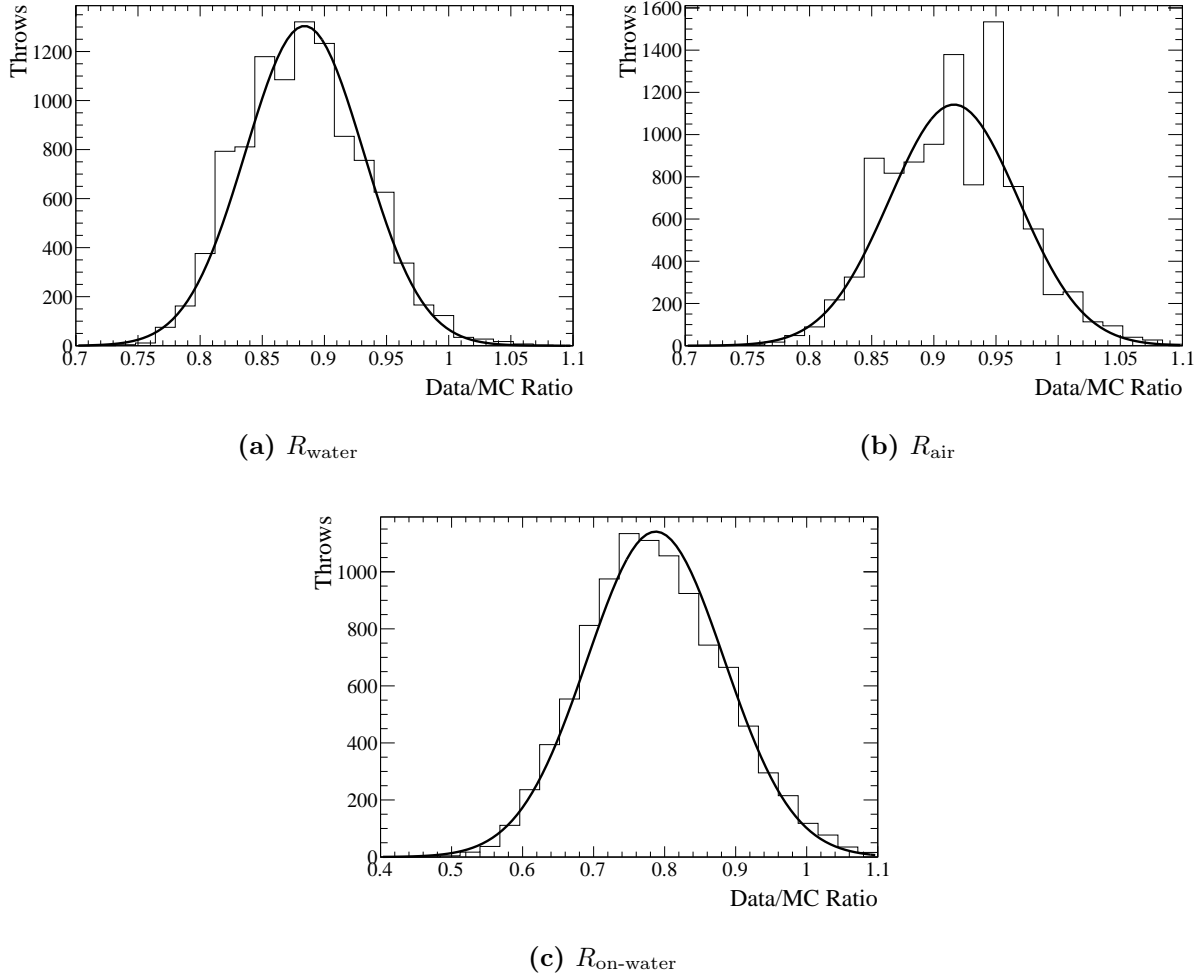 Throws
1200
1000
800
600
400
200
0
0.7 0.75 0.8 0.85 0.9 0.95 1 1.05 1.1
Data/MC Ratio
(a) R_water
Throws
1600
1400
1200
1000
800
600
400
200
0
0.7 0.75 0.8 0.85 0.9 0.95 1 1.05 1.1
Data/MC Ratio
(b) R_air
Throws
1000
800
600
400
200
0
0.4 0.5 0.6 0.7 0.8 0.9 1 1.1
Data/MC Ratio
(c) R_on-water